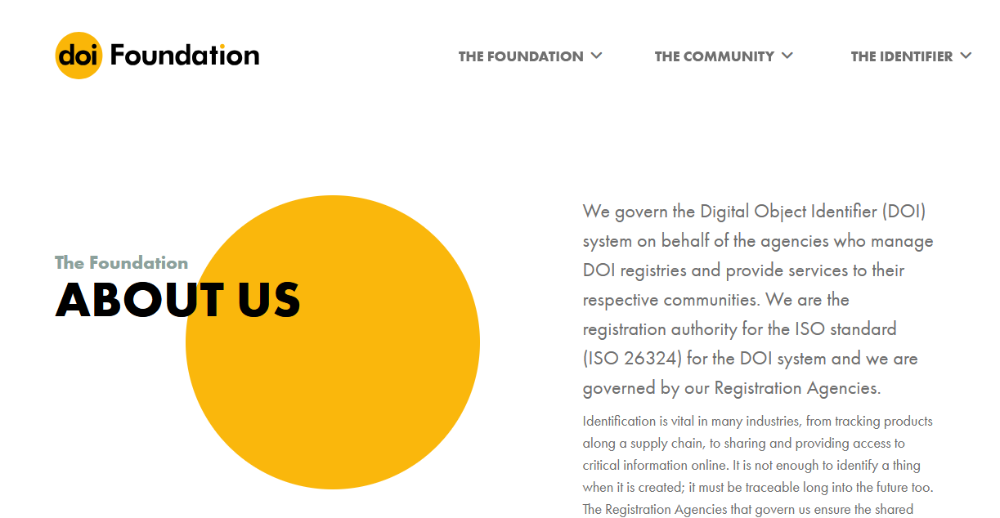 doi Foundation
THE FOUNDATION
THE COMMUNITY
THE IDENTIFIER
The Foundation
ABOUT US
We govern the Digital Object Identifier (DOI)
system on behalf of the agencies who manage
DOI registries and provide services to their
respective communities. We are the
registration authority for the ISO standard
(ISO 26324) for the DOI system and we are
governed by our Registration Agencies.
Identification is vital in many industries, from tracking products
along a supply chain, to sharing and providing access to
critical information online. It is not enough to identify a thing
when it is created; it must be traceable long into the future too.
The Registration Agencies that govern us ensure the shared